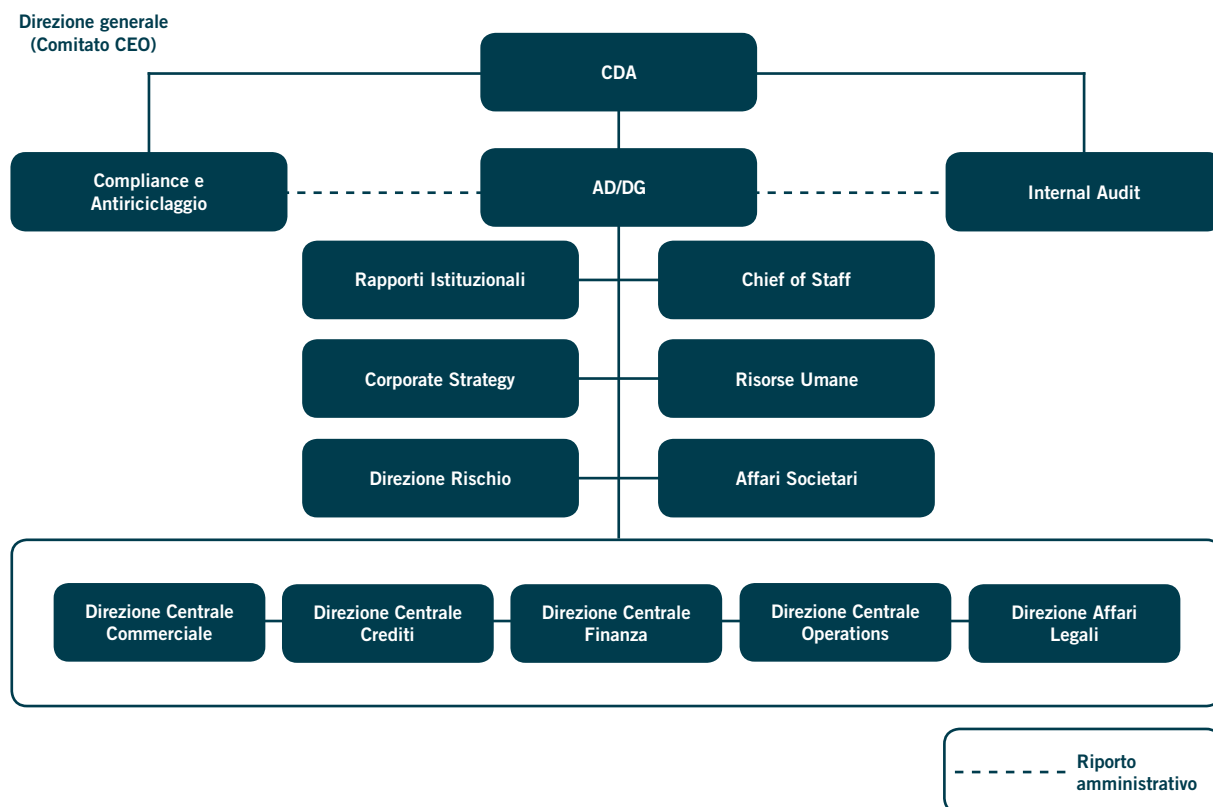 Direzione generale
(Comitato CEO)
CDA
Compliance e
Antiriciclaggio
AD/DG
Internal Audit
Rapporti Istituzionali
Chief of Staff
Corporate Strategy
Risorse Umane
Direzione Rischio
Affari Societari
Direzione Centrale
Commerciale
Direzione Centrale
Crediti
Direzione Centrale
Finanza
Direzione Centrale
Operations
Direzione Affari
Legali
Riporto
amministrativo